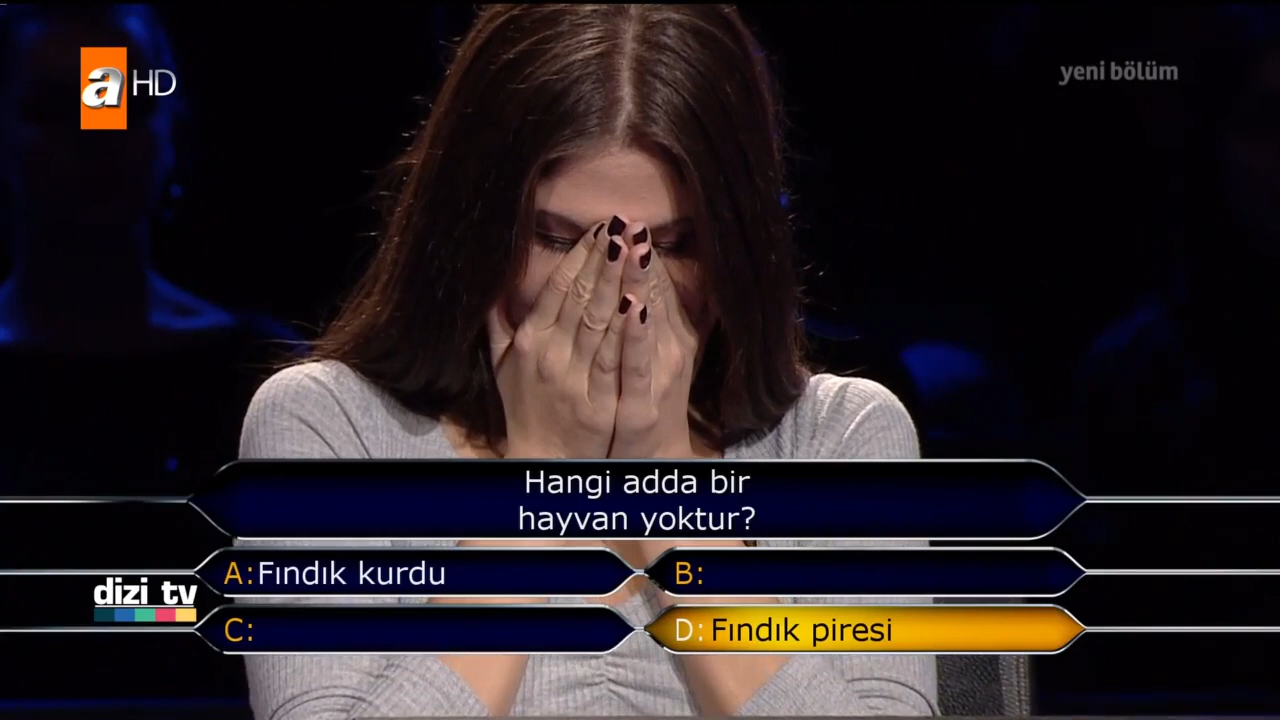 a HD
yeni bölüm
Hangi adda bir
hayvan yoktur?
A: Fındık kurdu
B:
C:
D: Fındık piresi
dizi tv